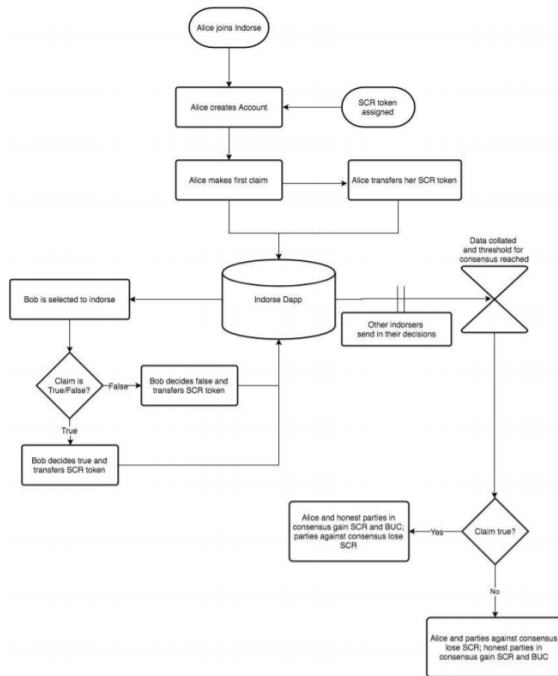 Alice joins Indorse
Alice creates Account
SCR token
assigned
Alice makes first claim
Alice transfers her SCR token
Data collated
and threshold for
consensus reached
Bob is selected to indorse
Indorse Dapp
Other indorsers
send in their decisions
Claim is
True/False?
False
Bob decides false and
transfers SCR token
True
Bob decides true and
transfers SCR token
Alice and honest parties in
consensus gain SCR and BUC;
parties against consensus lose
SCR
Yes
Claim true?
No
Alice and parties against consensus
lose SCR; honest parties in
consensus gain SCR and BUC